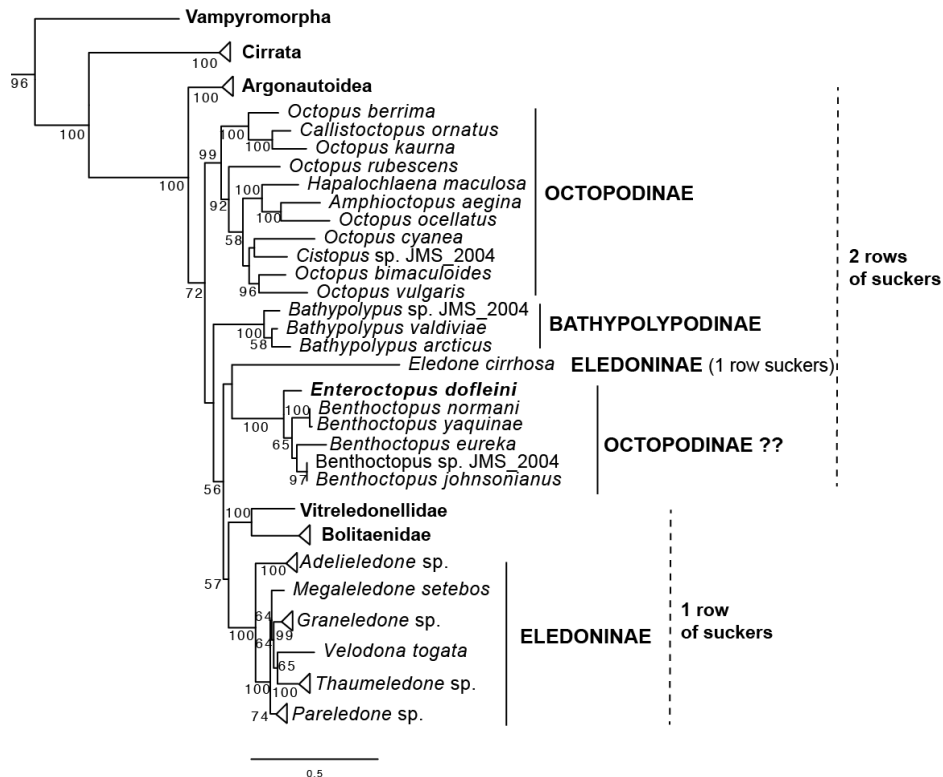 Vampyromorpha
Cirrata
100
96
Argonautoidea
100
Octopus berrima
Callistoctopus ornatus
100
100
Octopus kaurna
100
99
Octopus rubescens
100
Hapalochlaena maculosa
100
OCTOPODINAE
Amphioctopus aegina
92
100
Octopus ocellatus
58
Octopus cyanea
Cistopus sp. JMS_2004
2 rows
of suckers
Octopus bimaculoides
96
72
Octopus vulgaris
Bathypolypus sp. JMS_2004
BATHYPOLYPODINAE
100
Bathypolypus valdiviae
58
Bathypolypus arcticus
Eledone cirrhosa
ELEDONINAE (1 row suckers)
Enteroctopus dofleini
100
Benthoctopus normani
Benthoctopus yaquinae
100
65
Benthoctopus eureka
OCTOPODINAE ??
Benthoctopus sp. JMS_2004
97
Benthoctopus johnsonianus
56
100
Vitreledonellidae
Bolitaenidae
Adelieledone sp.
100
57
Megaleledone setebos
64
Graneledone sp.
1 row
of suckers
100
64
99
ELEDONINAE
Velodona togata
65
100
100
Thaumeledone sp.
74
Pareledone sp.
0.5